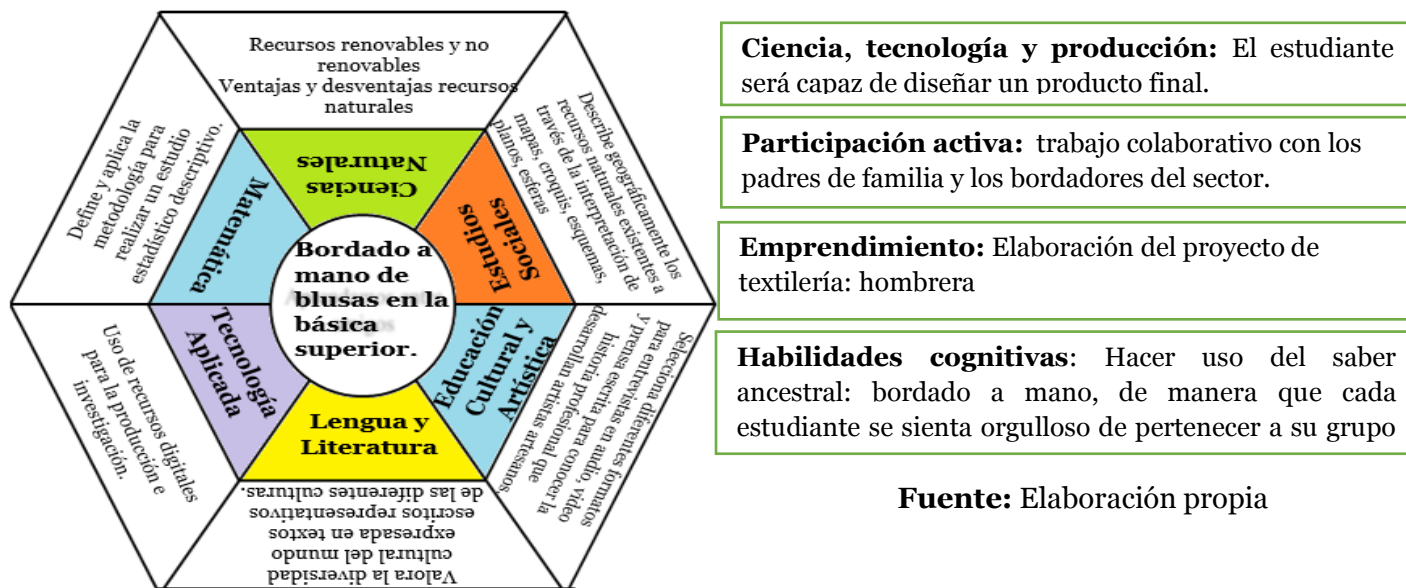 Recursos renovables y no
renovables
Ventajas y desventajas recursos
naturales
Ciencias
Naturales
Describe geográficamente los
recursos naturales existentes a
través de la interpretación de
mapas, croquis, esquemas,
planos, esferas
Estudios
Sociales
Selecciona diferentes formatos
para entrevistas en audio, video
y prensa escrita para conocer la
historia profesional que
desarrollan artistas artesanos.
Educación
Cultural y
Artística
Valora la diversidad
cultural del mundo
expresada en textos
escritos representativos
de las diferentes culturas.
Lengua y
Literatura
Uso de recursos digitales
para la producción e
investigación.
Tecnología
Aplicada
Define y aplica la
metodología para
realizar un estudio
estadístico descriptivo.
Matemática
Bordado a
mano de
blusas en la
básica
superior.
Ciencia, tecnología y producción: El estudiante
será capaz de diseñar un producto final.
Participación activa: trabajo colaborativo con los
padres de familia y los bordadores del sector.
Emprendimiento: Elaboración del proyecto de
textilería: hombrera
Habilidades cognitivas: Hacer uso del saber
ancestral: bordado a mano, de manera que cada
estudiante se sienta orgulloso de pertenecer a su grupo
Fuente: Elaboración propia